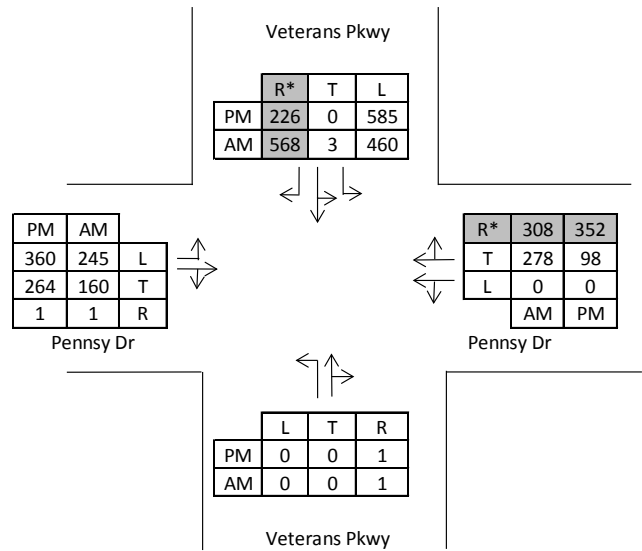 Veterans Pkwy
R* T L
PM 226 0 585
AM 568 3 460
PM AM
360 245 L
264 160 T
1 1 R
Pennsy Dr
R* 308 352
T 278 98
L 0 0
AM PM
Pennsy Dr
L T R
PM 0 0 1
AM 0 0 1
Veterans Pkwy